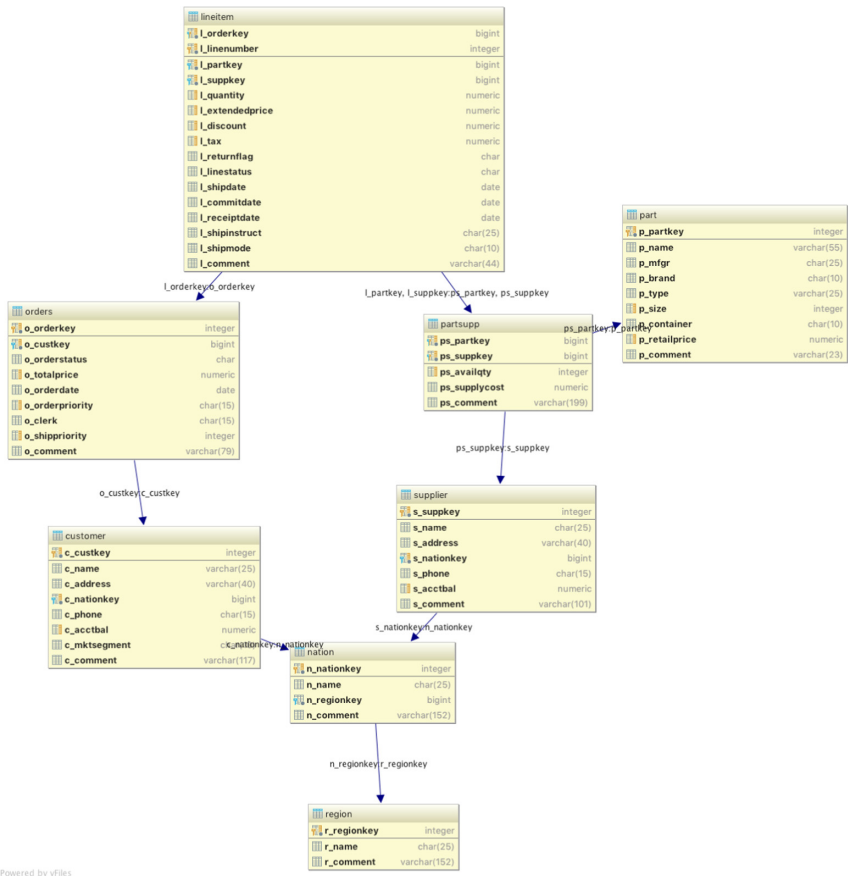 lineitem
l_orderkey bigint
l_linenumber integer
l_partkey bigint
l_suppkey bigint
l_quantity numeric
l_extendedprice numeric
l_discount numeric
l_tax numeric
l_returnflag char
l_linestatus char
l_shipdate date
l_commitdate date
l_receiptdate date
l_shipinstruct char(25)
l_shipmode char(10)
l_comment varchar(44)
l_orderkey:o_orderkey
l_partkey, l_suppkey:ps_partkey, ps_suppkey
part
p_partkey integer
p_name varchar(55)
p_mfgr char(25)
p_brand char(10)
p_type varchar(25)
p_size integer
p_container char(10)
p_retailprice numeric
p_comment varchar(23)
orders
o_orderkey integer
o_custkey bigint
o_orderstatus char
o_totalprice numeric
o_orderdate date
o_orderpriority char(15)
o_clerk char(15)
o_shippriority integer
o_comment varchar(79)
partsupp
ps_partkey bigint
ps_suppkey bigint
ps_availqty integer
ps_supplycost numeric
ps_comment varchar(199)
ps_partkey:p_partkey
ps_suppkey:s_suppkey
o_custkey:c_custkey
supplier
s_suppkey integer
s_name char(25)
s_address varchar(40)
s_nationkey bigint
s_phone char(15)
s_acctbal numeric
s_comment varchar(101)
customer
c_custkey integer
c_name varchar(25)
c_address varchar(40)
c_nationkey bigint
c_phone char(15)
c_acctbal numeric
c_mktsegment
c_comment varchar(117)
s_nationkey:n_nationkey
c_nationkey:n_nationkey
nation
n_nationkey integer
n_name char(25)
n_regionkey bigint
n_comment varchar(152)
n_regionkey:r_regionkey
region
r_regionkey integer
r_name char(25)
r_comment varchar(152)
Powered by yFiles